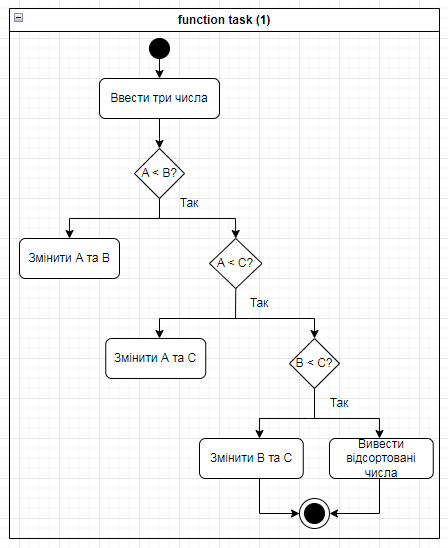 function task (1)
Ввести три числа
A < B?
Так
Змінити A та B
A < C?
Так
Змінити A та C
B < C?
Так
Змінити B та C
Вивести
відсортовані
числа